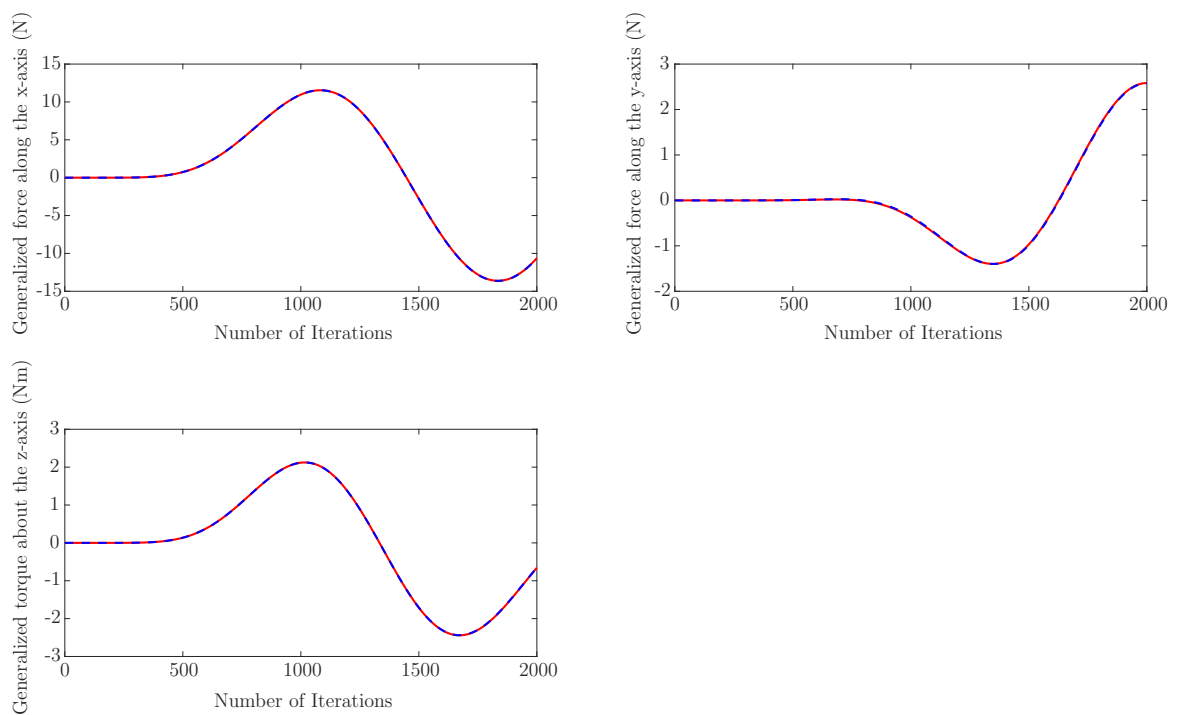 Generalized force along the x-axis (N)
15
10
5
0
-5
-10
-15
0 500 1000 1500 2000
Number of Iterations
Generalized force along the y-axis (N)
3
2
1
0
-1
-2
0 500 1000 1500 2000
Number of Iterations
Generalized torque about the z-axis (Nm)
3
2
1
0
-1
-2
-3
0 500 1000 1500 2000
Number of Iterations